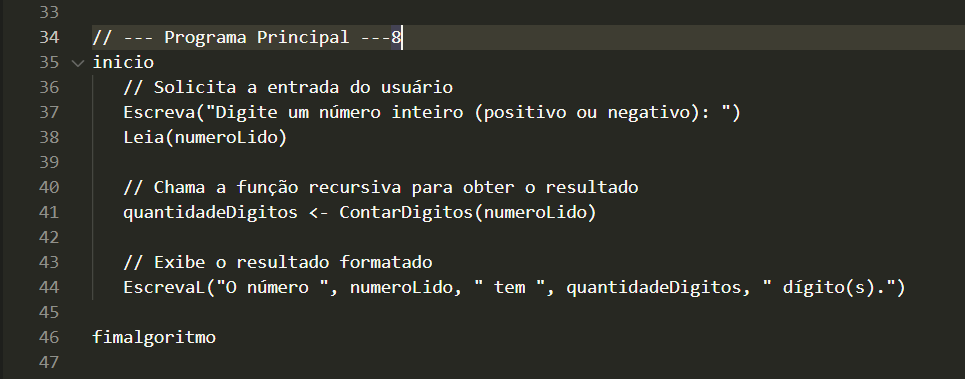 33
34 // --- Programa Principal ---8
35 inicio
36 // Solicita a entrada do usuário
37 Escreva("Digite um número inteiro (positivo ou negativo): ")
38 Leia(numeroLido)
39
40 // Chama a função recursiva para obter o resultado
41 quantidadeDigitos <- ContarDigitos(numeroLido)
42
43 // Exibe o resultado formatado
44 EscrevaL("O número ", numeroLido, " tem ", quantidadeDigitos, " dígito(s).")
45
46 fimalgoritmo
47